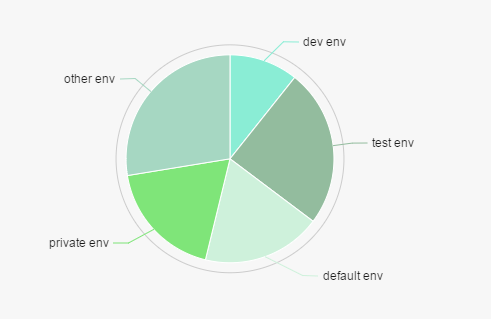 dev env
other env
test env
private env
default env